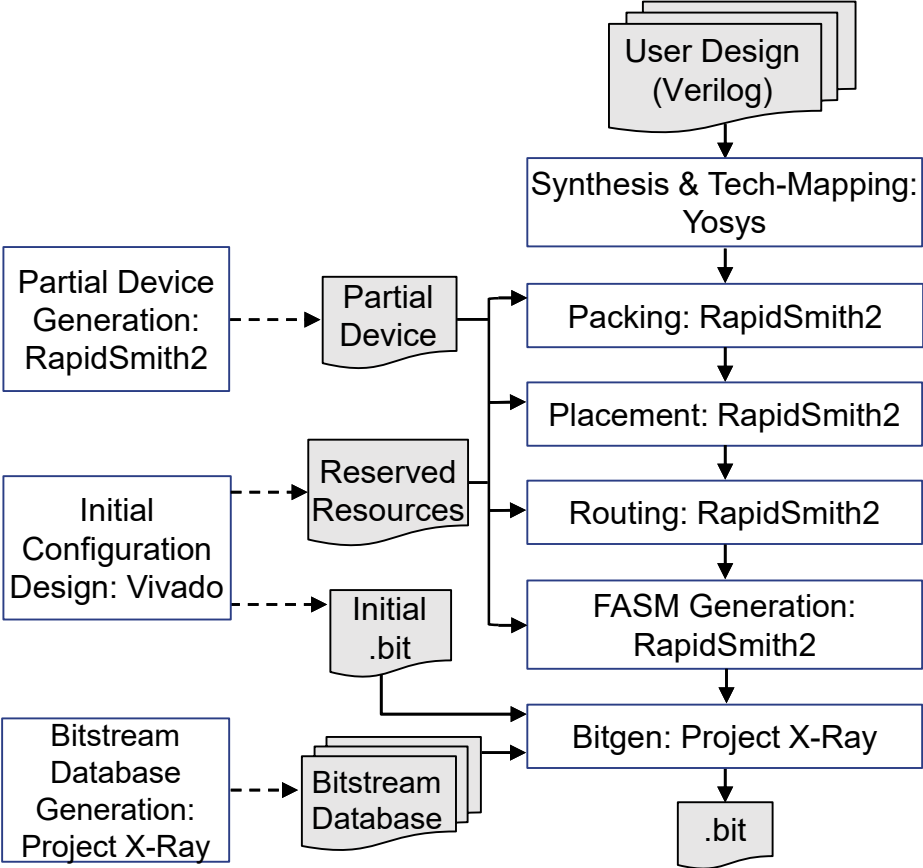 User Design
(Verilog)
Synthesis & Tech-Mapping:
Yosys
Partial Device
Generation:
RapidSmith2
Partial
Device
Packing: RapidSmith2
Placement: RapidSmith2
Initial
Configuration
Design: Vivado
Reserved
Resources
Routing: RapidSmith2
Initial
.bit
FASM Generation:
RapidSmith2
Bitstream
Database
Generation:
Project X-Ray
Bitstream
Database
Bitgen: Project X-Ray
.bit